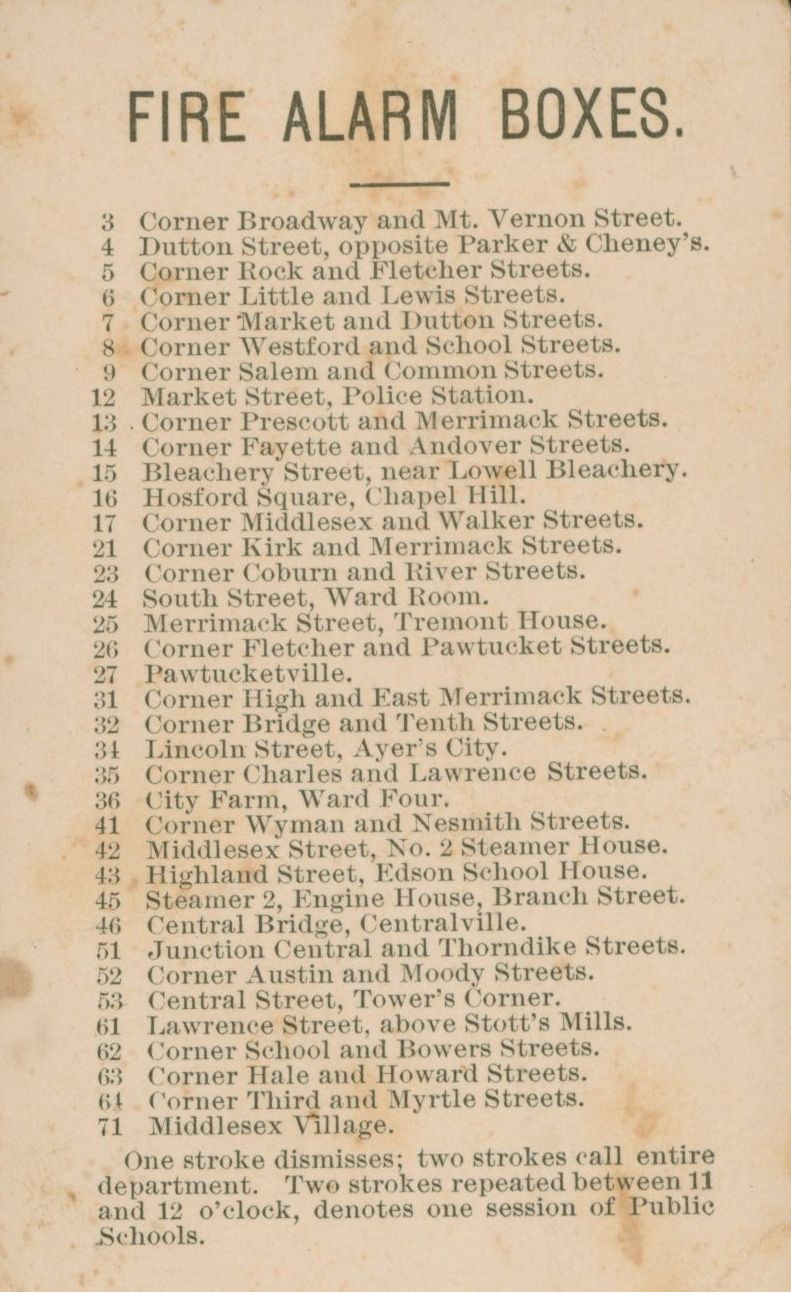 FIRE ALARM BOXES.
3 Corner Broadway and Mt. Vernon Street.
4 Dutton Street, opposite Parker & Cheney's.
5 Corner Rock and Fletcher Streets.
6 Corner Little and Lewis Streets.
7 Corner Market and Dutton Streets.
8 Corner Westford and School Streets.
9 Corner Salem and Common Streets.
12 Market Street, Police Station.
13 Corner Prescott and Merrimack Streets.
14 Corner Fayette and Andover Streets.
15 Bleachery Street, near Lowell Bleachery.
16 Hosford Square, Chapel Hill.
17 Corner Middlesex and Walker Streets.
21 Corner Kirk and Merrimack Streets.
23 Corner Coburn and River Streets.
24 South Street, Ward Room.
25 Merrimack Street, Tremont House.
26 Corner Fletcher and Pawtucket Streets.
27 Pawtucketville.
31 Corner High and East Merrimack Streets.
32 Corner Bridge and Tenth Streets.
34 Lincoln Street, Ayer's City.
35 Corner Charles and Lawrence Streets.
36 City Farm, Ward Four.
41 Corner Wyman and Nesmith Streets.
42 Middlesex Street, No. 2 Steamer House.
43 Highland Street, Edson School House.
45 Steamer 2, Engine House, Branch Street.
46 Central Bridge, Centralville.
51 Junction Central and Thorndike Streets.
52 Corner Austin and Moody Streets.
53 Central Street, Tower's Corner.
61 Lawrence Street, above Stott's Mills.
62 Corner School and Bowers Streets.
63 Corner Hale and Howard Streets.
64 Corner Third and Myrtle Streets.
71 Middlesex Village.
One stroke dismisses; two strokes call entire
department. Two strokes repeated between 11
and 12 o'clock, denotes one session of Public
Schools.